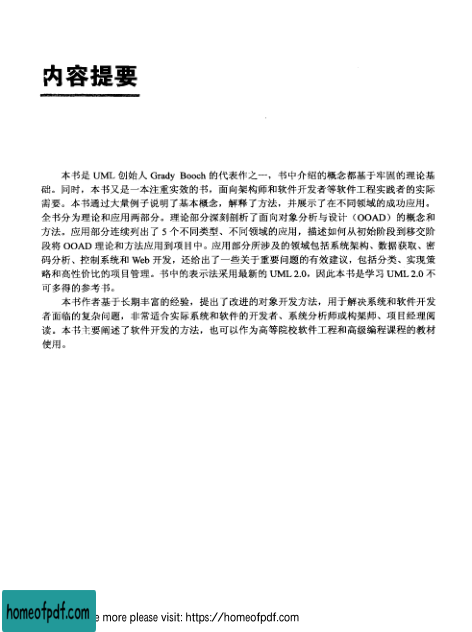 内容提要
本书是 UML 创始人 Grady Booch 的代表作之一，书中介绍的概念都基于牢固的理论基
础。同时，本书又是一本注重实效的书，面向架构师和软件开发者等软件工程实践者的实际
需要。本书通过大量例子说明了基本概念，解释了方法，并展示了在不同领域的成功应用。
全书分为理论和应用两部分。理论部分深刻剖析了面向对象分析与设计（OOAD）的概念和
方法。应用部分连续列出了 5 个不同类型、不同领域的应用，描述如何从初始阶段到移交阶
段将 OOAD 理论和方法应用到项目中。应用部分所涉及的领域包括系统架构、数据获取、密
码分析、控制系统和 Web 开发，还给出了一些关于重要问题的有效建议，包括分类、实现策
略和高性价比的项目管理。书中的表示法采用最新的 UML 2.0，因此本书是学习 UML 2.0 不
可多得的参考书。
本书作者基于长期丰富的经验，提出了改进的对象开发方法，用于解决系统和软件开发
者面临的复杂问题，非常适合实际系统和软件的开发者、系统分析师或构架师、项目经理阅
读。本书主要阐述了软件开发的方法，也可以作为高等院校软件工程和高级编程课程的教材
使用。
homeofpdf.com
e more please visit: https://homeofpdf.com